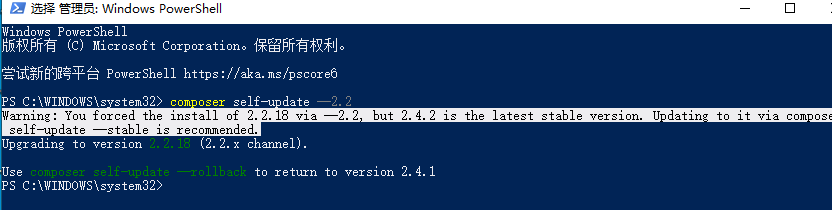 选择 管理员: Windows PowerShell
Windows PowerShell
版权所有 (C) Microsoft Corporation。保留所有权利。
尝试新的跨平台 PowerShell https://aka.ms/pscore6
PS C:\WINDOWS\system32> composer self-update --2.2
Warning: You forced the install of 2.2.18 via --2.2, but 2.4.2 is the latest stable version. Updating to it via compose
self-update --stable is recommended.
Upgrading to version 2.2.18 (2.2.x channel).
Use composer self-update --rollback to return to version 2.4.1
PS C:\WINDOWS\system32>